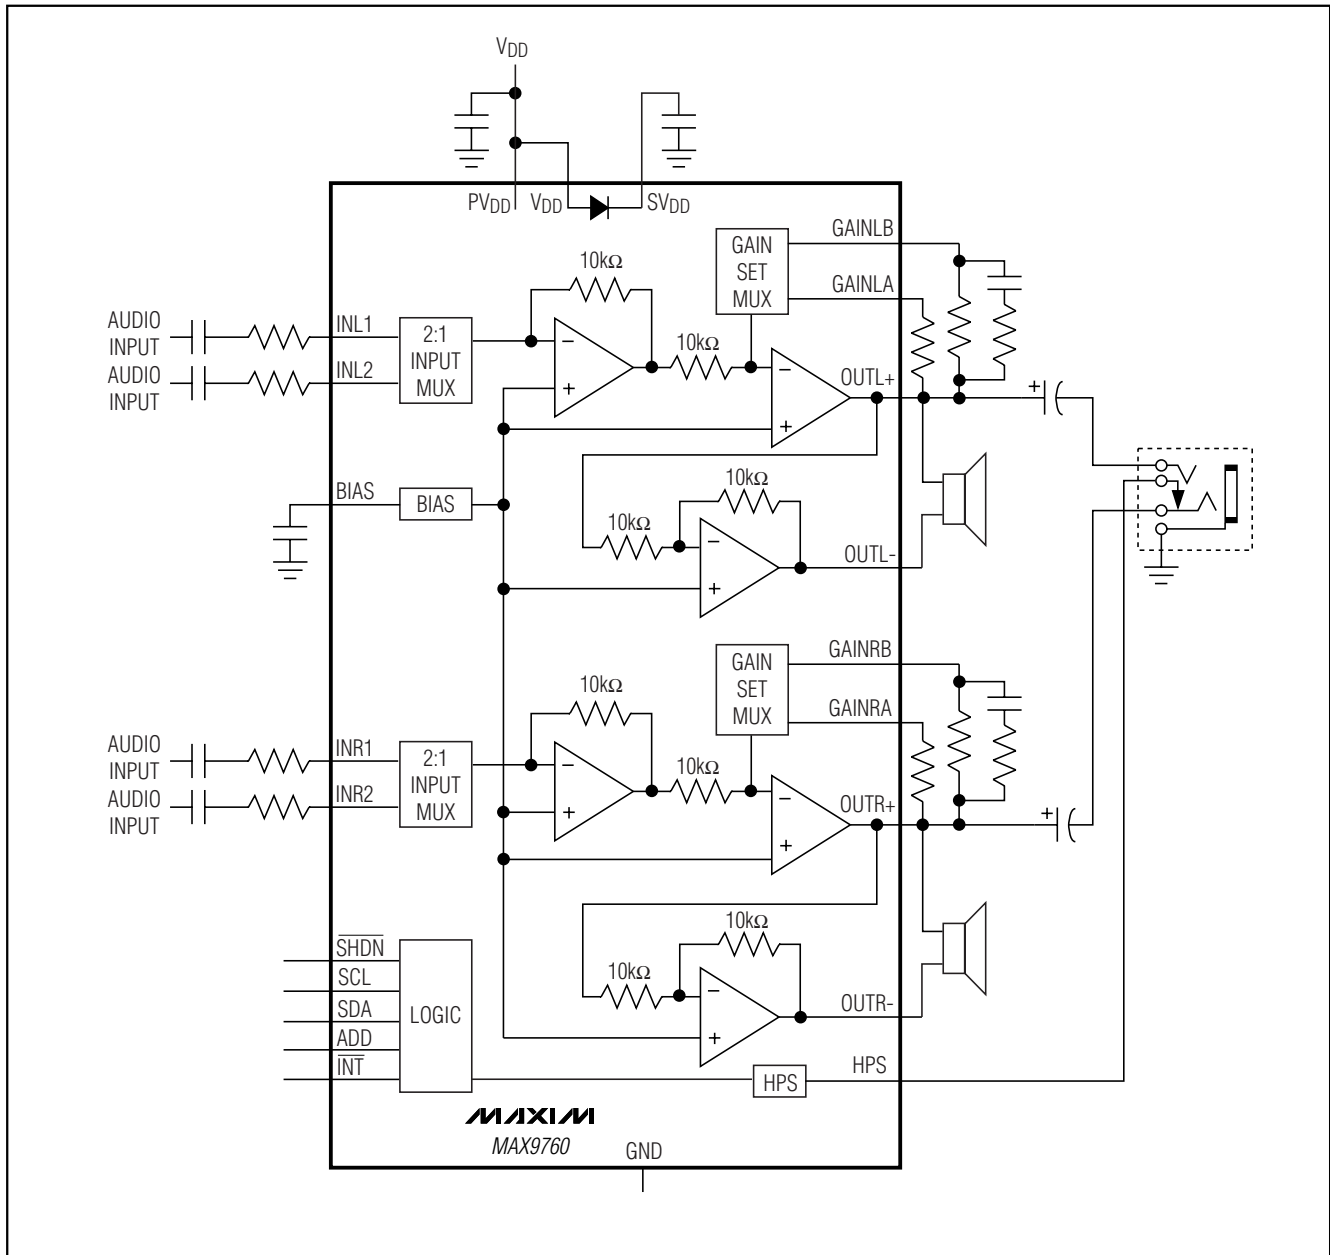 VDD
PVDD VDD SVDD
GAINLB
GAIN
SET
MUX
10kΩ
GAINLA
AUDIO
INPUT
INL1
2:1
INPUT
MUX
−
10kΩ
−
AUDIO
INPUT
INL2
+
OUTL+
+
+
BIAS
BIAS
10kΩ
10kΩ
−
OUTL-
+
GAINRB
GAIN
SET
MUX
10kΩ
GAINRA
AUDIO
INPUT
INR1
2:1
INPUT
MUX
−
10kΩ
−
AUDIO
INPUT
INR2
+
OUTR+
+
+
10kΩ
10kΩ
−
OUTR-
+
SHDN
SCL
SDA
ADD
INT
LOGIC
HPS
HPS
MAXIM
MAX9760
GND